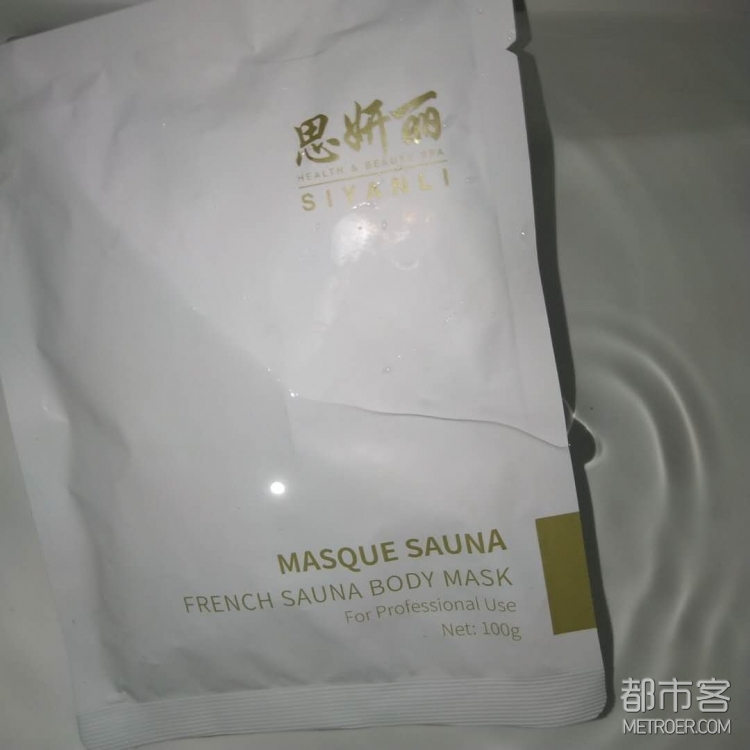 思妍丽
HEALTH & BEAUTY SPA
SIYANLI
MASQUE SAUNA
FRENCH SAUNA BODY MASK
For Professional Use
Net: 100g
都市客
METROER.COM